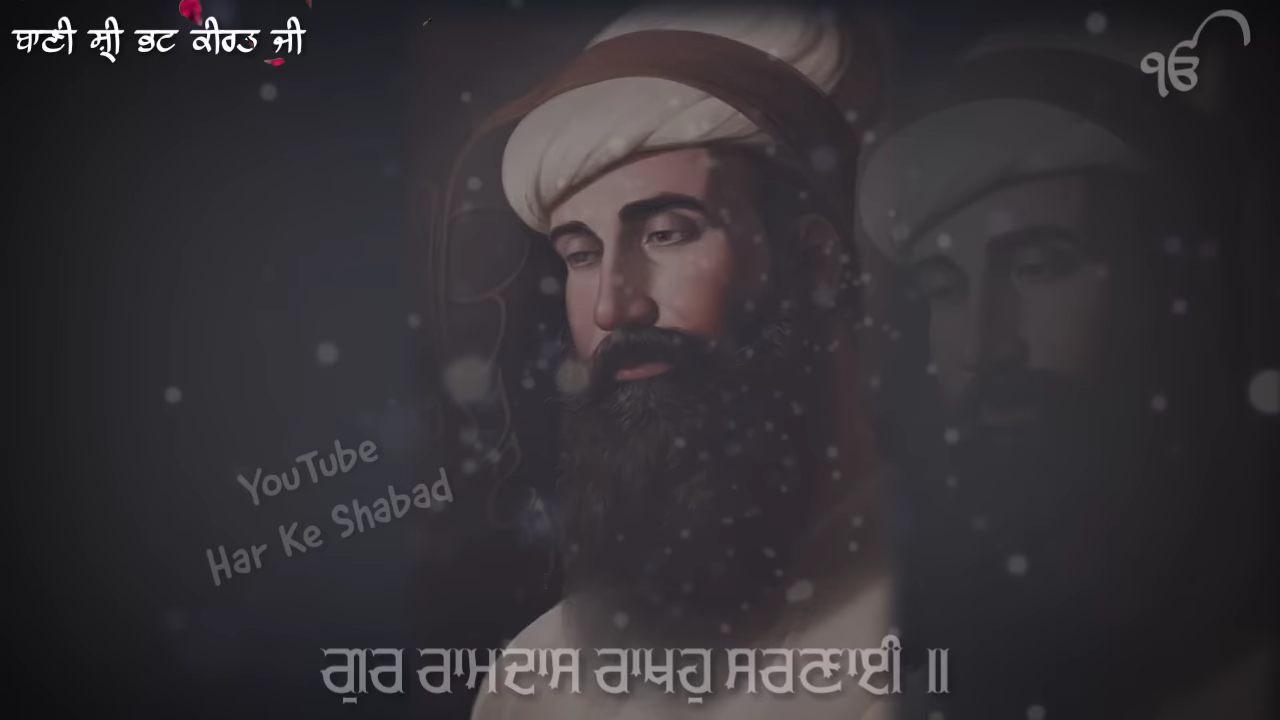 ਬਾਣੀ ਸ਼੍ਰੀ ਭਟ ਕੀਰਤ ਜੀ
ੴ
YouTube
Har Ke Shabad
ਗੁਰ ਰਾਮਦਾਸ ਰਾਖਹੁ ਸਰਣਾਈ ॥